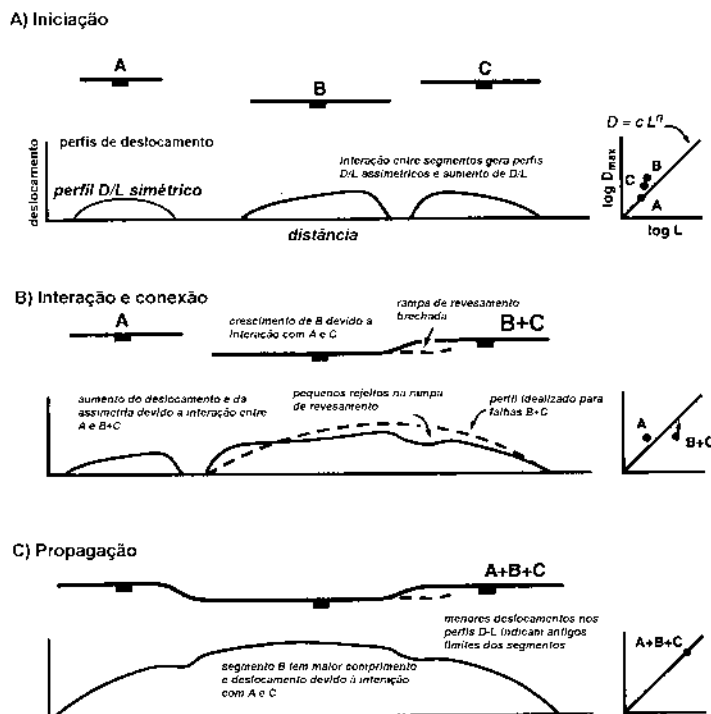 A) Iniciação
A
B
C
deslocamento
perfis de deslocamento
perfil D/L simétrico
interação entre segmentos gera perfis
D/L assimétricos e aumento de D/L
distância
D = c Lⁿ
log Dmax
B
C
A
log L
B) Interação e conexão
A
crescimento de B devido a
interação com A e C
rampa de revesamento
brechada
B+C
aumento do deslocamento e da
assimetria devido a interação entre
A e B+C
pequenos rejeitos na rampa
de revesamento
perfil idealizado para
falhas B+C
A
B+C
C) Propagação
A+B+C
menores deslocamentos nos
perfis D-L indicam antigos
limites dos segmentos
segmento B tem maior comprimento
e deslocamento devido à interação
com A e C
A+B+C